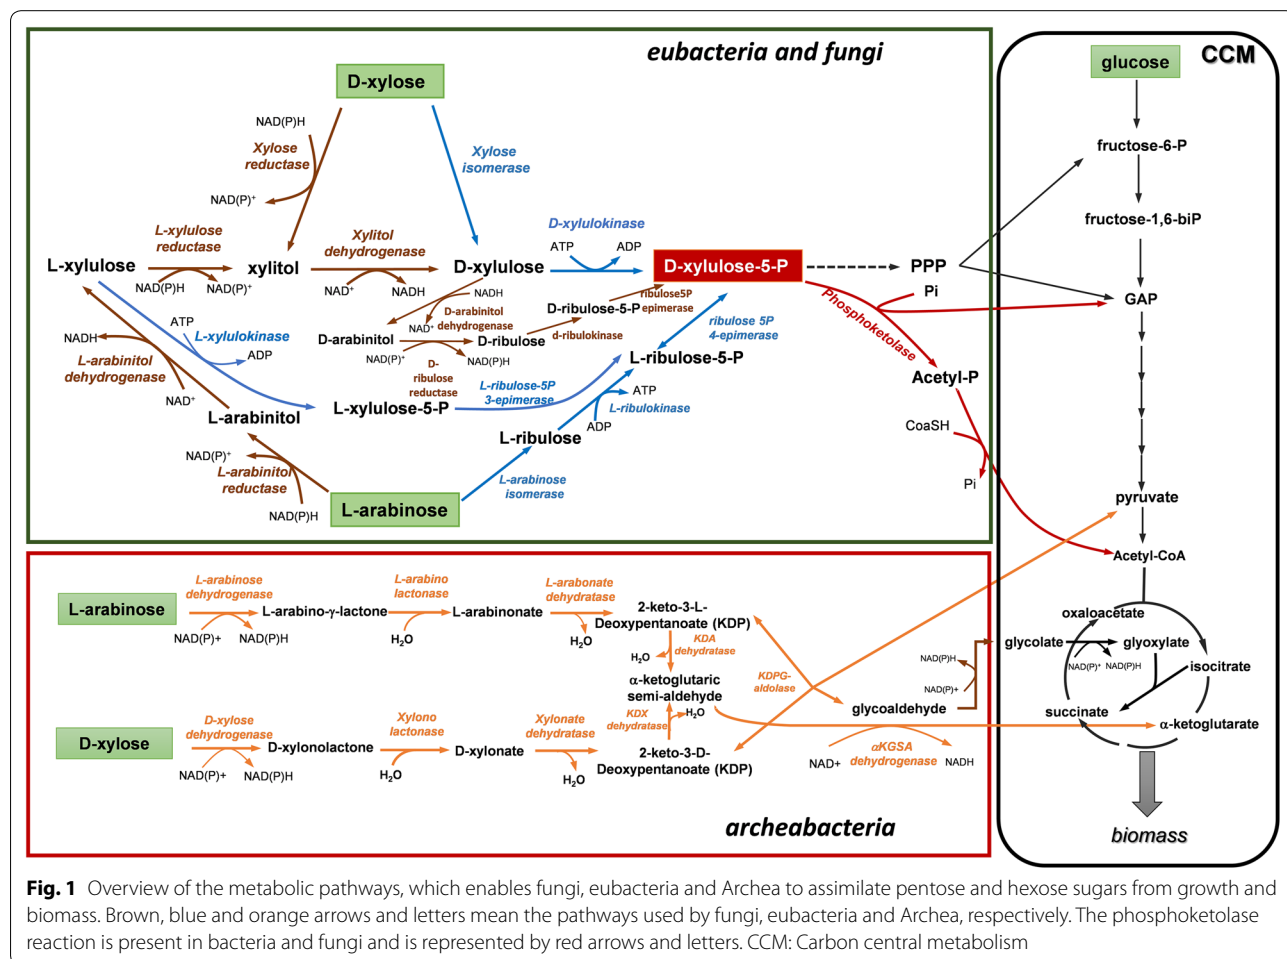 eubacteria and fungi
D-xylose
NAD(P)H
Xylose
reductase
NAD(P)⁺
Xylose
isomerase
L-xylulose
L-xylulose
reductase
NAD(P)H
NAD(P)⁺
xylitol
Xylitol
dehydrogenase
NAD⁺
NADH
D-xylulose
D-xylulokinase
ATP
ADP
D-xylulose-5-P
NADH
D-arabinitol
dehydrogenase
NAD⁺
D-arabinitol
NAD(P)⁺
NAD(P)H
D-
ribulose
reductase
D-ribulose
d-ribulokinase
D-ribulose-5-P
ribulose5P
epimerase
ribulose 5P
4-epimerase
L-ribulose-5-P
ATP
L-xylulokinase
ADP
NADH
L-arabinitol
dehydrogenase
NAD⁺
L-arabinitol
L-xylulose-5-P
L-ribulose-5P
3-epimerase
ATP
L-ribulokinase
ADP
L-ribulose
NAD(P)⁺
L-arabinitol
reductase
NAD(P)H
L-arabinose
L-arabinose
isomerase
PPP
Pi
Phosphoketolase
Acetyl-P
CoaSH
Pi
CCM
glucose
fructose-6-P
fructose-1,6-biP
GAP
pyruvate
Acetyl-CoA
oxaloacetate
glycolate
glyoxylate
NAD(P)⁺
NAD(P)H
isocitrate
succinate
α-ketoglutarate
biomass
L-arabinose
L-arabinose
dehydrogenase
NAD(P)+
NAD(P)H
L-arabino-γ-lactone
L-arabino
lactonase
H₂O
L-arabinonate
L-arabonate
dehydratase
H₂O
2-keto-3-L-
Deoxypentanoate (KDP)
KDA
dehydratase
H₂O
α-ketoglutaric
semi-aldehyde
KDX
dehydratase
H₂O
KDPG-
aldolase
glycoaldehyde
NAD(P)H
NAD(P)+
D-xylose
D-xylose
dehydrogenase
NAD(P)+
NAD(P)H
D-xylonolactone
Xylono
lactonase
H₂O
D-xylonate
Xylonate
dehydratase
H₂O
2-keto-3-D-
Deoxypentanoate (KDP)
NAD+
αKGSA
dehydrogenase
NADH
archeabacteria
Fig. 1 Overview of the metabolic pathways, which enables fungi, eubacteria and Archea to assimilate pentose and hexose sugars from growth and
biomass. Brown, blue and orange arrows and letters mean the pathways used by fungi, eubacteria and Archea, respectively. The phosphoketolase
reaction is present in bacteria and fungi and is represented by red arrows and letters. CCM: Carbon central metabolism